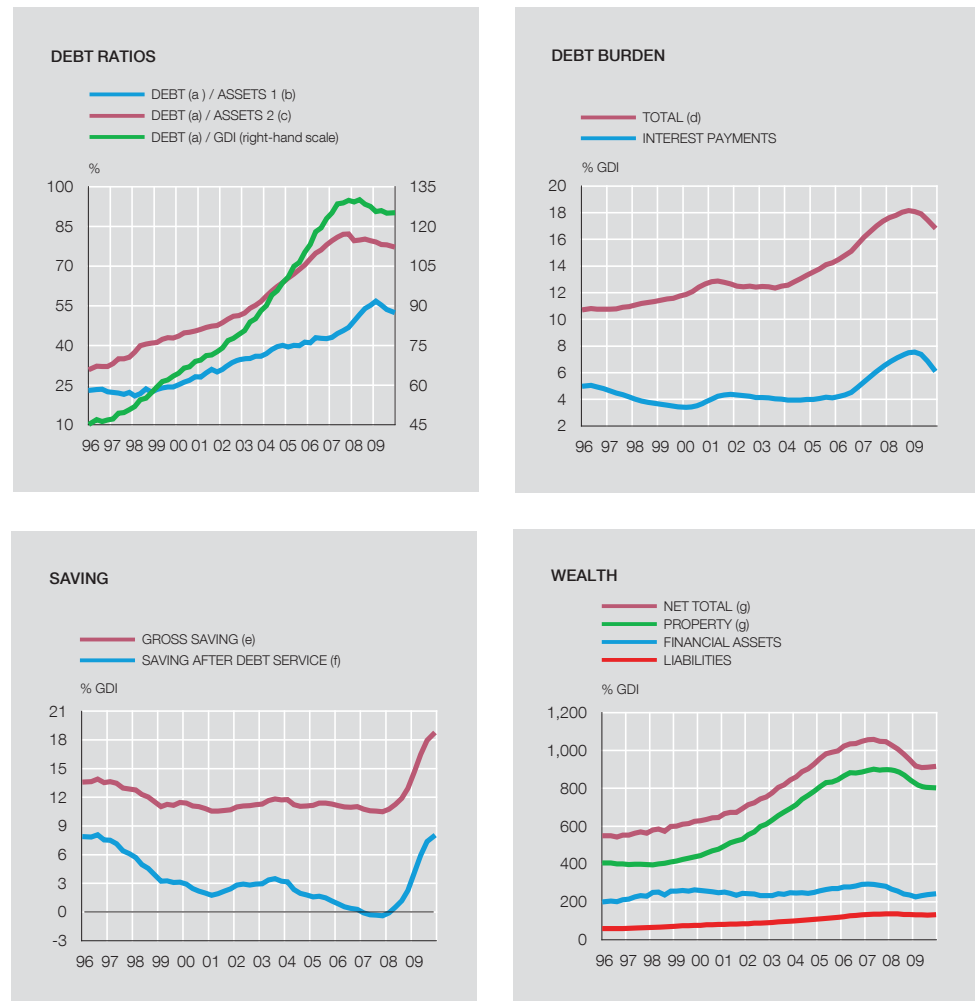 DEBT RATIOS
DEBT (a ) / ASSETS 1 (b)
DEBT (a) / ASSETS 2 (c)
DEBT (a) / GDI (right-hand scale)
%
100 135
85 120
70 105
55 90
40 75
25 60
10 45
96 97 98 99 00 01 02 03 04 05 06 07 08 09
DEBT BURDEN
TOTAL (d)
INTEREST PAYMENTS
% GDI
20
18
16
14
12
10
8
6
4
2
96 97 98 99 00 01 02 03 04 05 06 07 08 09
SAVING
GROSS SAVING (e)
SAVING AFTER DEBT SERVICE (f)
% GDI
21
18
15
12
9
6
3
0
-3
96 97 98 99 00 01 02 03 04 05 06 07 08 09
WEALTH
NET TOTAL (g)
PROPERTY (g)
FINANCIAL ASSETS
LIABILITIES
% GDI
1,200
1,000
800
600
400
200
0
96 97 98 99 00 01 02 03 04 05 06 07 08 09